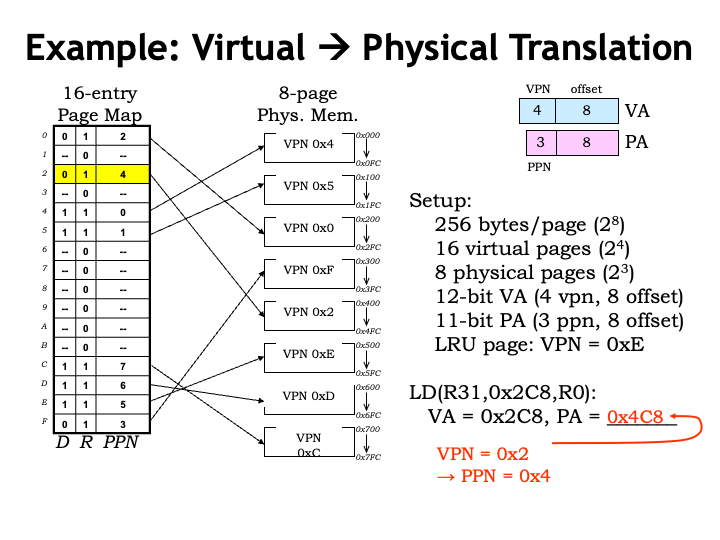 Example: Virtual → Physical Translation
16-entry
Page Map
0 0 1 2
1 -- 0 --
2 0 1 4
3 -- 0 --
4 1 1 0
5 1 1 1
6 -- 0 --
7 -- 0 --
8 -- 0 --
9 -- 0 --
A -- 0 --
B -- 0 --
C 1 1 7
D 1 1 6
E 1 1 5
F 0 1 3
D R PPN
8-page
Phys. Mem.
VPN 0x4
0x000
0x0FC
VPN 0x5
0x100
0x1FC
VPN 0x0
0x200
0x2FC
VPN 0xF
0x300
0x3FC
VPN 0x2
0x400
0x4FC
VPN 0xE
0x500
0x5FC
VPN 0xD
0x600
0x6FC
VPN
0xC
0x700
0x7FC
VPN offset
4 8 VA
3 8 PA
PPN
Setup:
256 bytes/page (2⁸)
16 virtual pages (2⁴)
8 physical pages (2³)
12-bit VA (4 vpn, 8 offset)
11-bit PA (3 ppn, 8 offset)
LRU page: VPN = 0xE
LD(R31,0x2C8,R0):
VA = 0x2C8, PA = 0x4C8
VPN = 0x2
→ PPN = 0x4